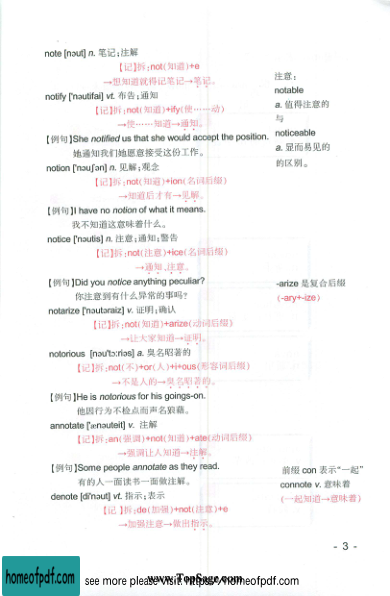 note [nəut] n. 笔记;注解
【记】拆:not(知道)+e
→想知道就得记笔记→笔记。
notify ['nəutifai] vt. 布告;通知
【记】拆:not(知道)+ify(使……动)
→使……知道→通知。
【例句】She notified us that she would accept the position.
她通知我们她愿意接受这份工作。
notion ['nəuʃən] n. 见解;观念
【记】拆:not(知道)+ion(名词后缀)
→知道后才有→见解。
【例句】I have no notion of what it means.
我不知道这意味着什么。
notice ['nəutis] n. 注意;通知;警告
【记】拆:not(注意)+ice(名词后缀)
→通知、注意。
【例句】Did you notice anything peculiar?
你注意到有什么异常的事吗?
notarize ['nəutəraiz] v. 证明;确认
【记】拆:not(知道)+arize(动词后缀)
→让大家知道→证明。
notorious [nəu'tɔ:riəs] a. 臭名昭著的
【记】拆:not(不)+or(人)+i+ous(形容词后缀)
→不是人的→臭名昭著的。
【例句】He is notorious for his goings-on.
他因行为不检点而声名狼藉。
annotate ['ænəuteit] v. 注解
【记】拆:an(强调)+not(知道)+ate(动词后缀)
→强调让人知道→注解。
【例句】Some people annotate as they read.
有的人一面读书一面做注解。
denote [di'nəut] vt. 指示;表示
【记】拆:de(加强)+not(注意)+e
→加强注意→做出指示。
注意:
notable
a. 值得注意的
与
noticeable
a. 显而易见的
的区别。
-arize 是复合后缀
(-ary+-ize)
前缀 con 表示“一起”
connote v. 意味着
(一起知道→意味着)
- 3 -
homeofpdf.com
see more please visit: https://homeofpdf.com
www.TopSage.com